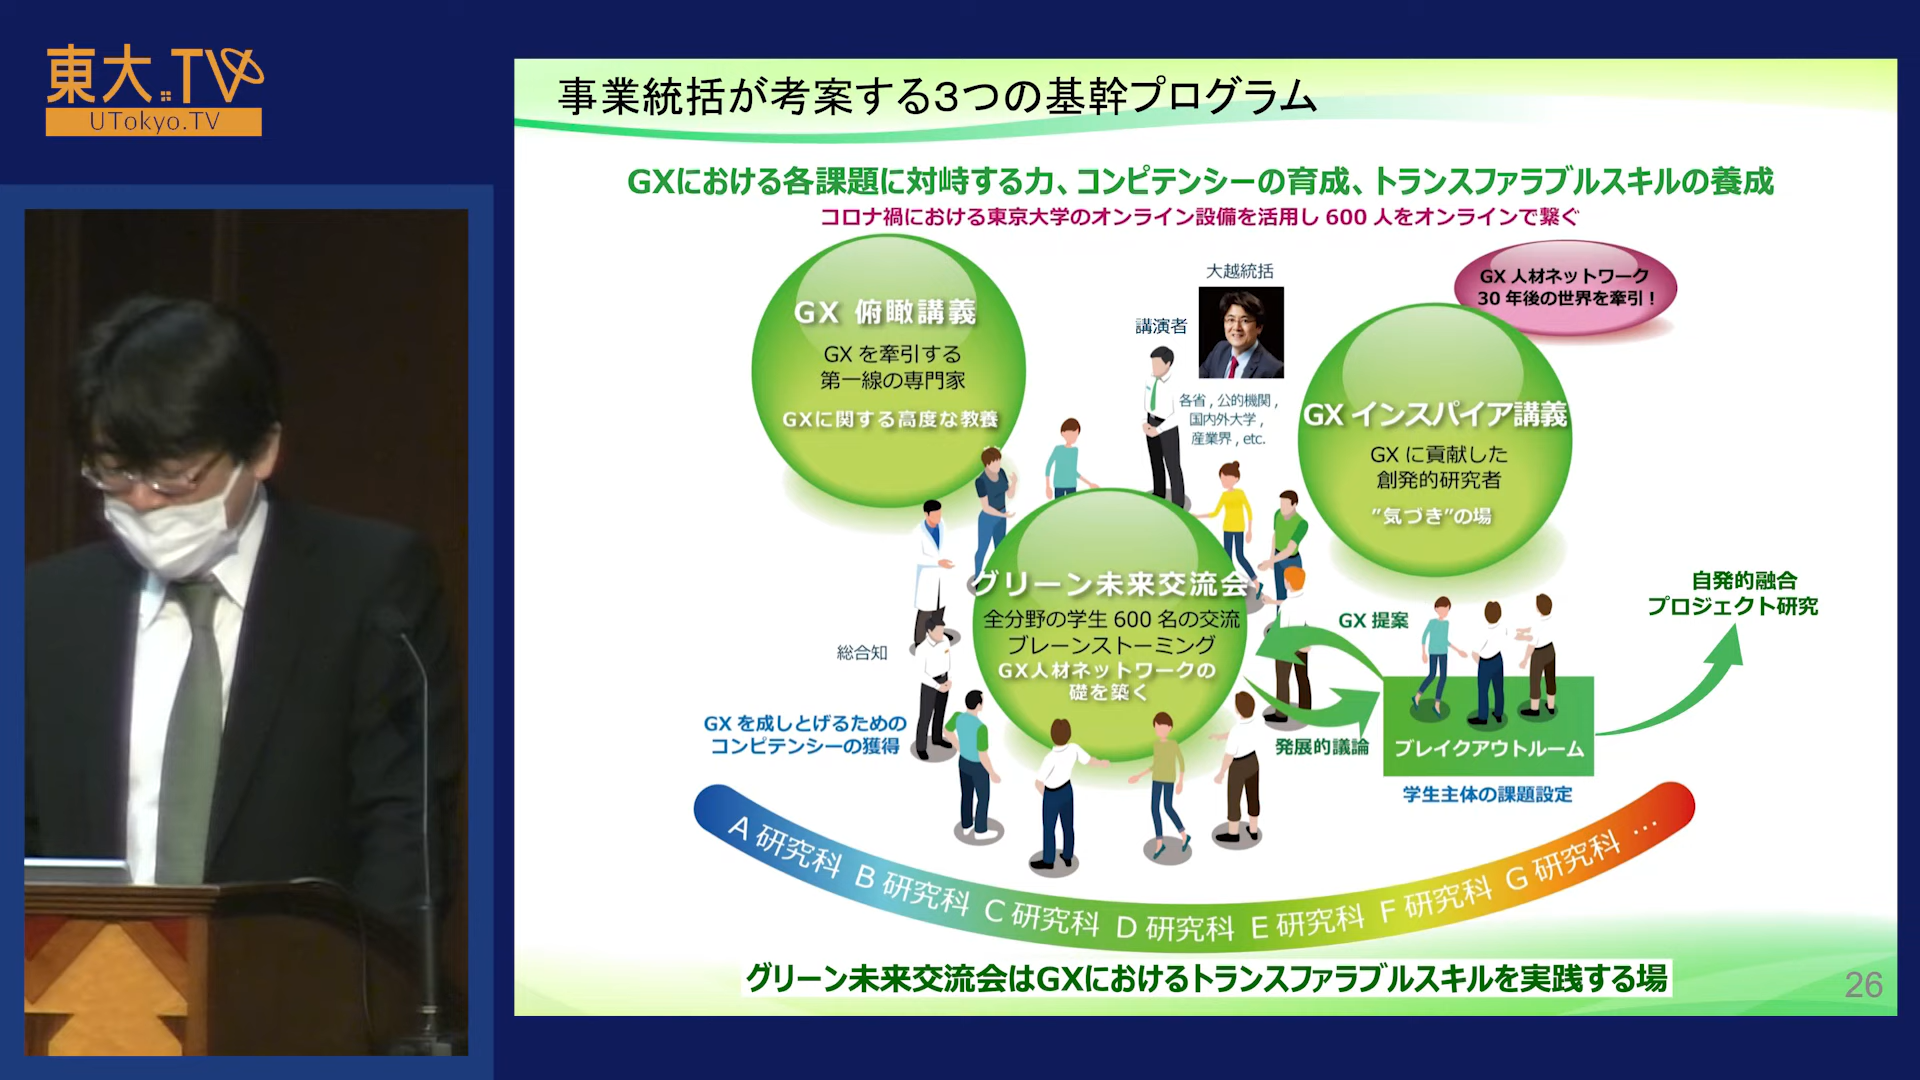 東大.TV
UTokyo.TV
事業統括が考案する3つの基幹プログラム
GXにおける各課題に対峙する力、コンピテンシーの育成、トランスファラブルスキルの養成
コロナ禍における東京大学のオンライン設備を活用し 600 人をオンラインで繋ぐ
GX 俯瞰講義
GX を牽引する
第一線の専門家
GXに関する高度な教養
大越統括
講演者
各省 , 公的機関 ,
国内外大学 ,
産業界 , etc.
GX 人材ネットワーク
30 年後の世界を牽引！
GX インスパイア講義
GX に貢献した
創発的研究者
"気づき"の場
グリーン未来交流会
全分野の学生 600 名の交流
ブレーンストーミング
GX人材ネットワークの
礎を築く
総合知
GX を成しとげるための
コンピテンシーの獲得
GX 提案
発展的議論
ブレイクアウトルーム
学生主体の課題設定
自発的融合
プロジェクト研究
A 研究科 B 研究科 C 研究科 D 研究科 E 研究科 F 研究科 G 研究科 …
グリーン未来交流会はGXにおけるトランスファラブルスキルを実践する場
26